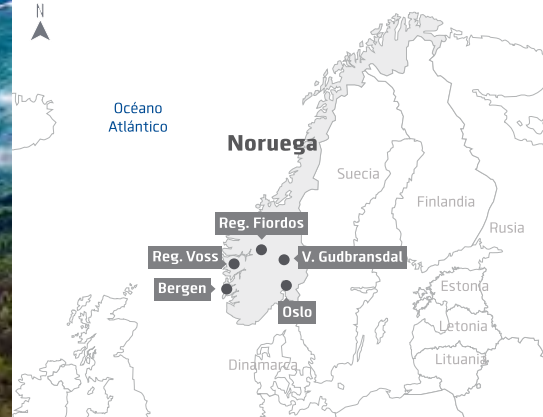 N
Océano
Atlántico
Noruega
Suecia
Finlandia
Rusia
Reg. Fiordos
Reg. Voss
V. Gudbransdal
Bergen
Oslo
Estonia
Letonia
Lituania
Dinamarca